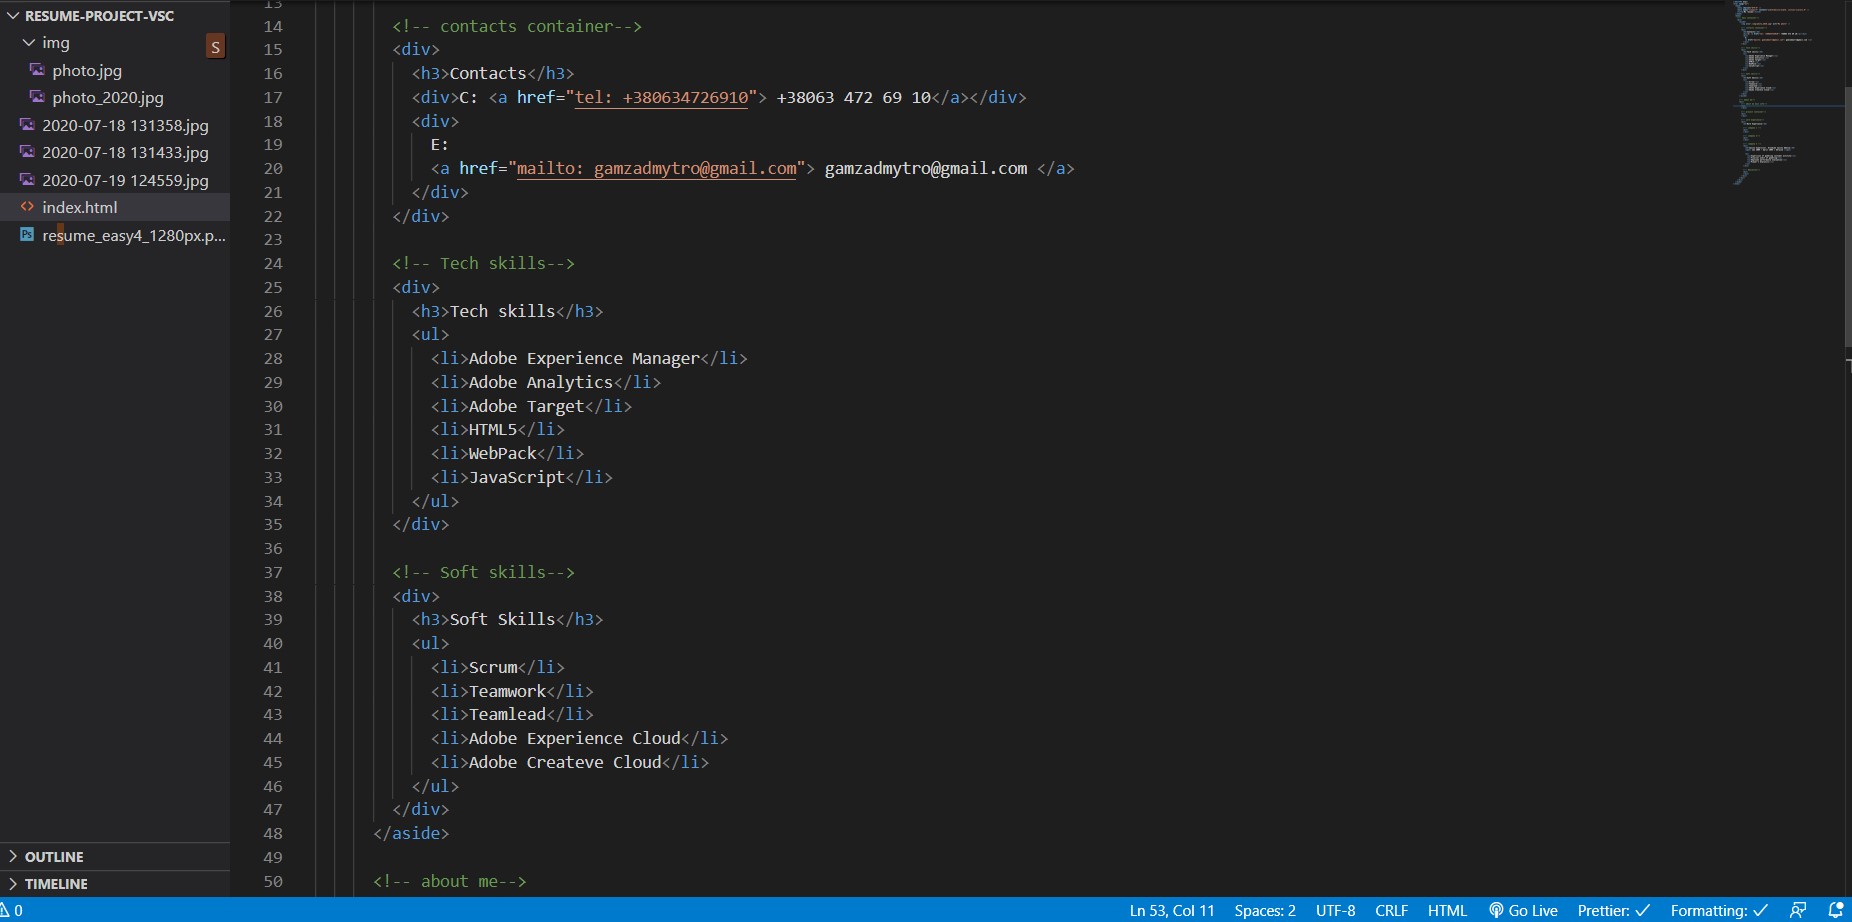 RESUME-PROJECT-VSC
img
S
photo.jpg
photo_2020.jpg
2020-07-18 131358.jpg
2020-07-18 131433.jpg
2020-07-19 124559.jpg
<> index.html
Ps resume_easy4_1280px.p...
OUTLINE
TIMELINE
13
14 <!-- contacts container-->
15 <div>
16 <h3>Contacts</h3>
17 <div>C: <a href="tel: +380634726910"> +38063 472 69 10</a></div>
18 <div>
19 E:
20 <a href="mailto: gamzadmytro@gmail.com"> gamzadmytro@gmail.com </a>
21 </div>
22 </div>
23
24 <!-- Tech skills-->
25 <div>
26 <h3>Tech skills</h3>
27 <ul>
28 <li>Adobe Experience Manager</li>
29 <li>Adobe Analytics</li>
30 <li>Adobe Target</li>
31 <li>HTML5</li>
32 <li>WebPack</li>
33 <li>JavaScript</li>
34 </ul>
35 </div>
36
37 <!-- Soft skills-->
38 <div>
39 <h3>Soft Skills</h3>
40 <ul>
41 <li>Scrum</li>
42 <li>Teamwork</li>
43 <li>Teamlead</li>
44 <li>Adobe Experience Cloud</li>
45 <li>Adobe Createve Cloud</li>
46 </ul>
47 </div>
48 </aside>
49
50 <!-- about me-->
0 Ln 53, Col 11 Spaces: 2 UTF-8 CRLF HTML Go Live Prettier: ✓ Formatting: ✓